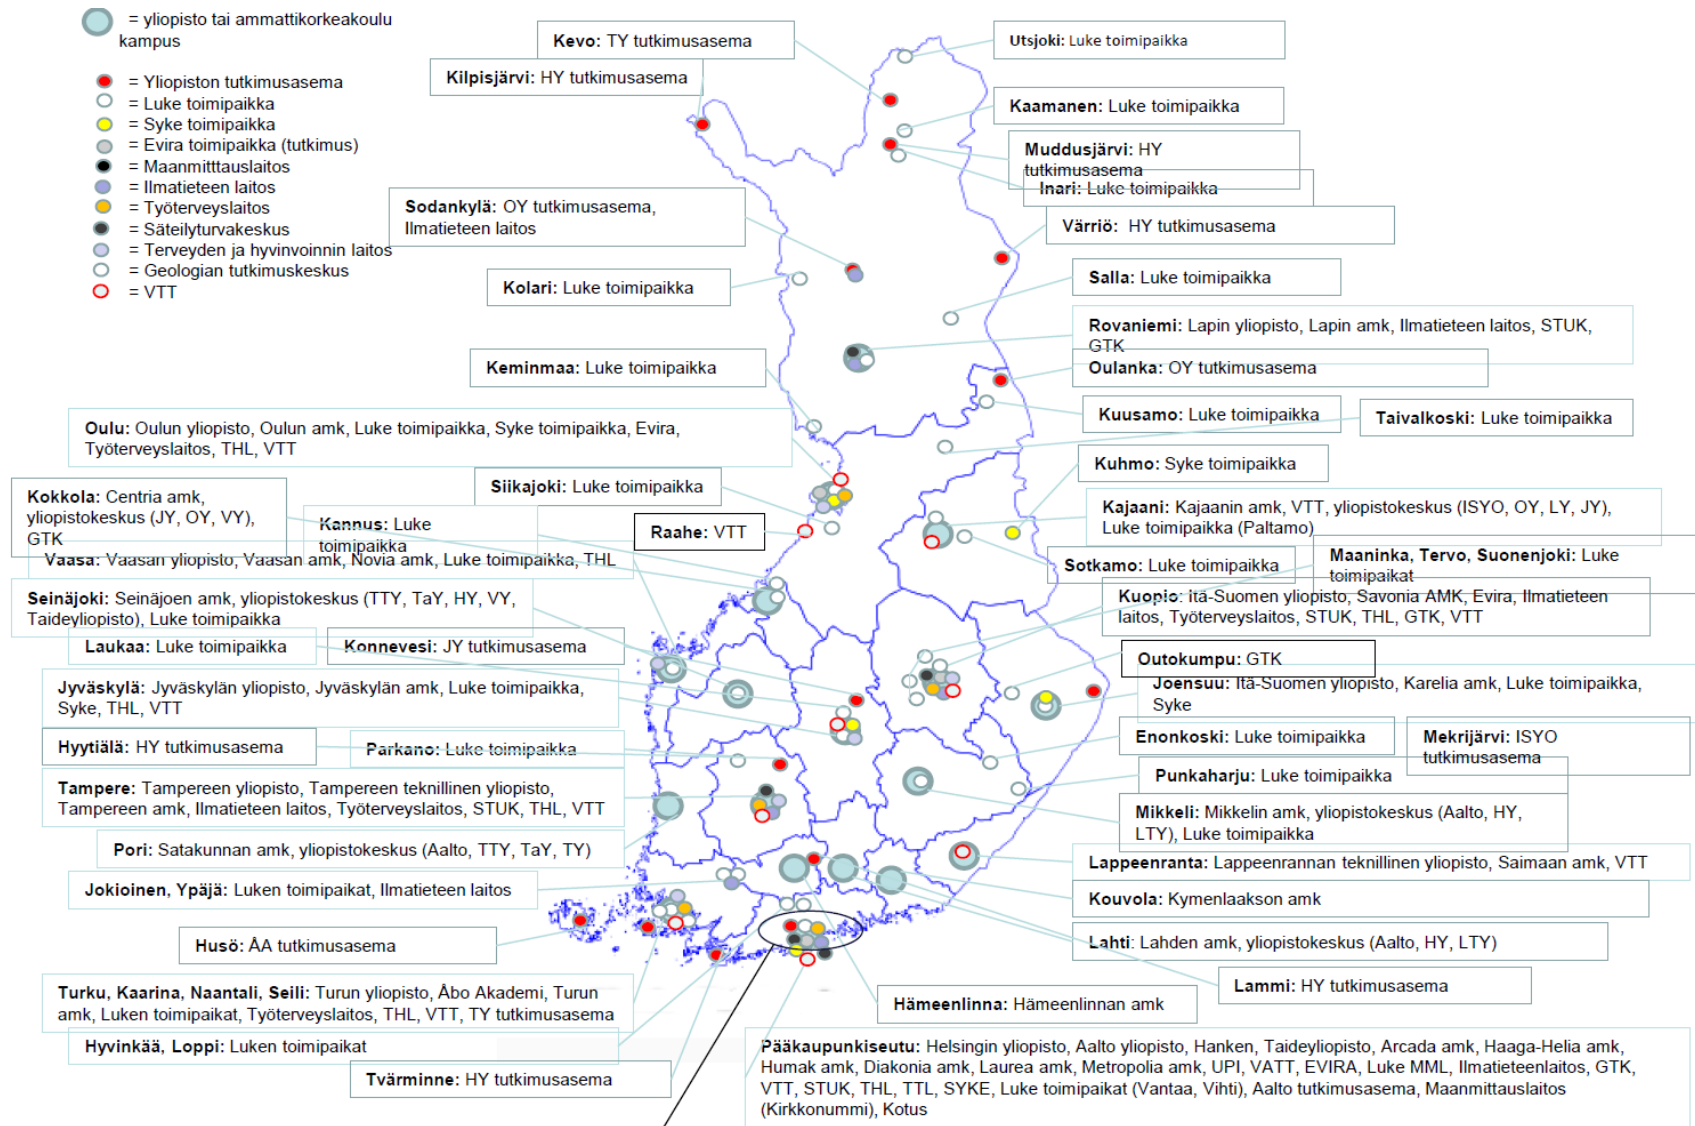 = yliopisto tai ammattikorkeakoulu
kampus
= Yliopiston tutkimusasema
= Luke toimipaikka
= Syke toimipaikka
= Evira toimipaikka (tutkimus)
= Maanmitttauslaitos
= Ilmatieteen laitos
= Työterveyslaitos
= Säteilyturvakeskus
= Terveyden ja hyvinvoinnin laitos
= Geologian tutkimuskeskus
= VTT
Kevo: TY tutkimusasema
Utsjoki: Luke toimipaikka
Kilpisjärvi: HY tutkimusasema
Kaamanen: Luke toimipaikka
Muddusjärvi: HY
tutkimusasema
Inari: Luke toimipaikka
Sodankylä: OY tutkimusasema,
Ilmatieteen laitos
Värriö: HY tutkimusasema
Kolari: Luke toimipaikka
Salla: Luke toimipaikka
Rovaniemi: Lapin yliopisto, Lapin amk, Ilmatieteen laitos, STUK,
GTK
Keminmaa: Luke toimipaikka
Oulanka: OY tutkimusasema
Kuusamo: Luke toimipaikka
Taivalkoski: Luke toimipaikka
Oulu: Oulun yliopisto, Oulun amk, Luke toimipaikka, Syke toimipaikka, Evira,
Työterveyslaitos, THL, VTT
Kuhmo: Syke toimipaikka
Siikajoki: Luke toimipaikka
Kokkola: Centria amk,
yliopistokeskus (JY, OY, VY),
GTK
Kannus: Luke
toimipaikka
Raahe: VTT
Kajaani: Kajaanin amk, VTT, yliopistokeskus (ISYO, OY, LY, JY),
Luke toimipaikka (Paltamo)
Vaasa: Vaasan yliopisto, Vaasan amk, Novia amk, Luke toimipaikka, THL
Sotkamo: Luke toimipaikka
Maaninka, Tervo, Suonenjoki: Luke
toimipaikat
Seinäjoki: Seinäjoen amk, yliopistokeskus (TTY, TaY, HY, VY,
Taideyliopisto), Luke toimipaikka
Kuopio: Itä-Suomen yliopisto, Savonia AMK, Evira, Ilmatieteen
laitos, Työterveyslaitos, STUK, THL, GTK, VTT
Laukaa: Luke toimipaikka
Konnevesi: JY tutkimusasema
Outokumpu: GTK
Jyväskylä: Jyväskylän yliopisto, Jyväskylän amk, Luke toimipaikka,
Syke, THL, VTT
Joensuu: Itä-Suomen yliopisto, Karelia amk, Luke toimipaikka,
Syke
Hyytiälä: HY tutkimusasema
Parkano: Luke toimipaikka
Enonkoski: Luke toimipaikka
Mekrijärvi: ISYO
tutkimusasema
Punkaharju: Luke toimipaikka
Tampere: Tampereen yliopisto, Tampereen teknillinen yliopisto,
Tampereen amk, Ilmatieteen laitos, Työterveyslaitos, STUK, THL, VTT
Mikkeli: Mikkelin amk, yliopistokeskus (Aalto, HY,
LTY), Luke toimipaikka
Pori: Satakunnan amk, yliopistokeskus (Aalto, TTY, TaY, TY)
Lappeenranta: Lappeenrannan teknillinen yliopisto, Saimaan amk, VTT
Jokioinen, Ypäjä: Luken toimipaikat, Ilmatieteen laitos
Kouvola: Kymenlaakson amk
Husö: ÅA tutkimusasema
Lahti: Lahden amk, yliopistokeskus (Aalto, HY, LTY)
Lammi: HY tutkimusasema
Turku, Kaarina, Naantali, Seili: Turun yliopisto, Åbo Akademi, Turun
amk, Luken toimipaikat, Työterveyslaitos, THL, VTT, TY tutkimusasema
Hämeenlinna: Hämeenlinnan amk
Hyvinkää, Loppi: Luken toimipaikat
Tvärminne: HY tutkimusasema
Pääkaupunkiseutu: Helsingin yliopisto, Aalto yliopisto, Hanken, Taideyliopisto, Arcada amk, Haaga-Helia amk,
Humak amk, Diakonia amk, Laurea amk, Metropolia amk, UPI, VATT, EVIRA, Luke MML, Ilmatieteenlaitos, GTK,
VTT, STUK, THL, TTL, SYKE, Luke toimipaikat (Vantaa, Vihti), Aalto tutkimusasema, Maanmittauslaitos
(Kirkkonummi), Kotus